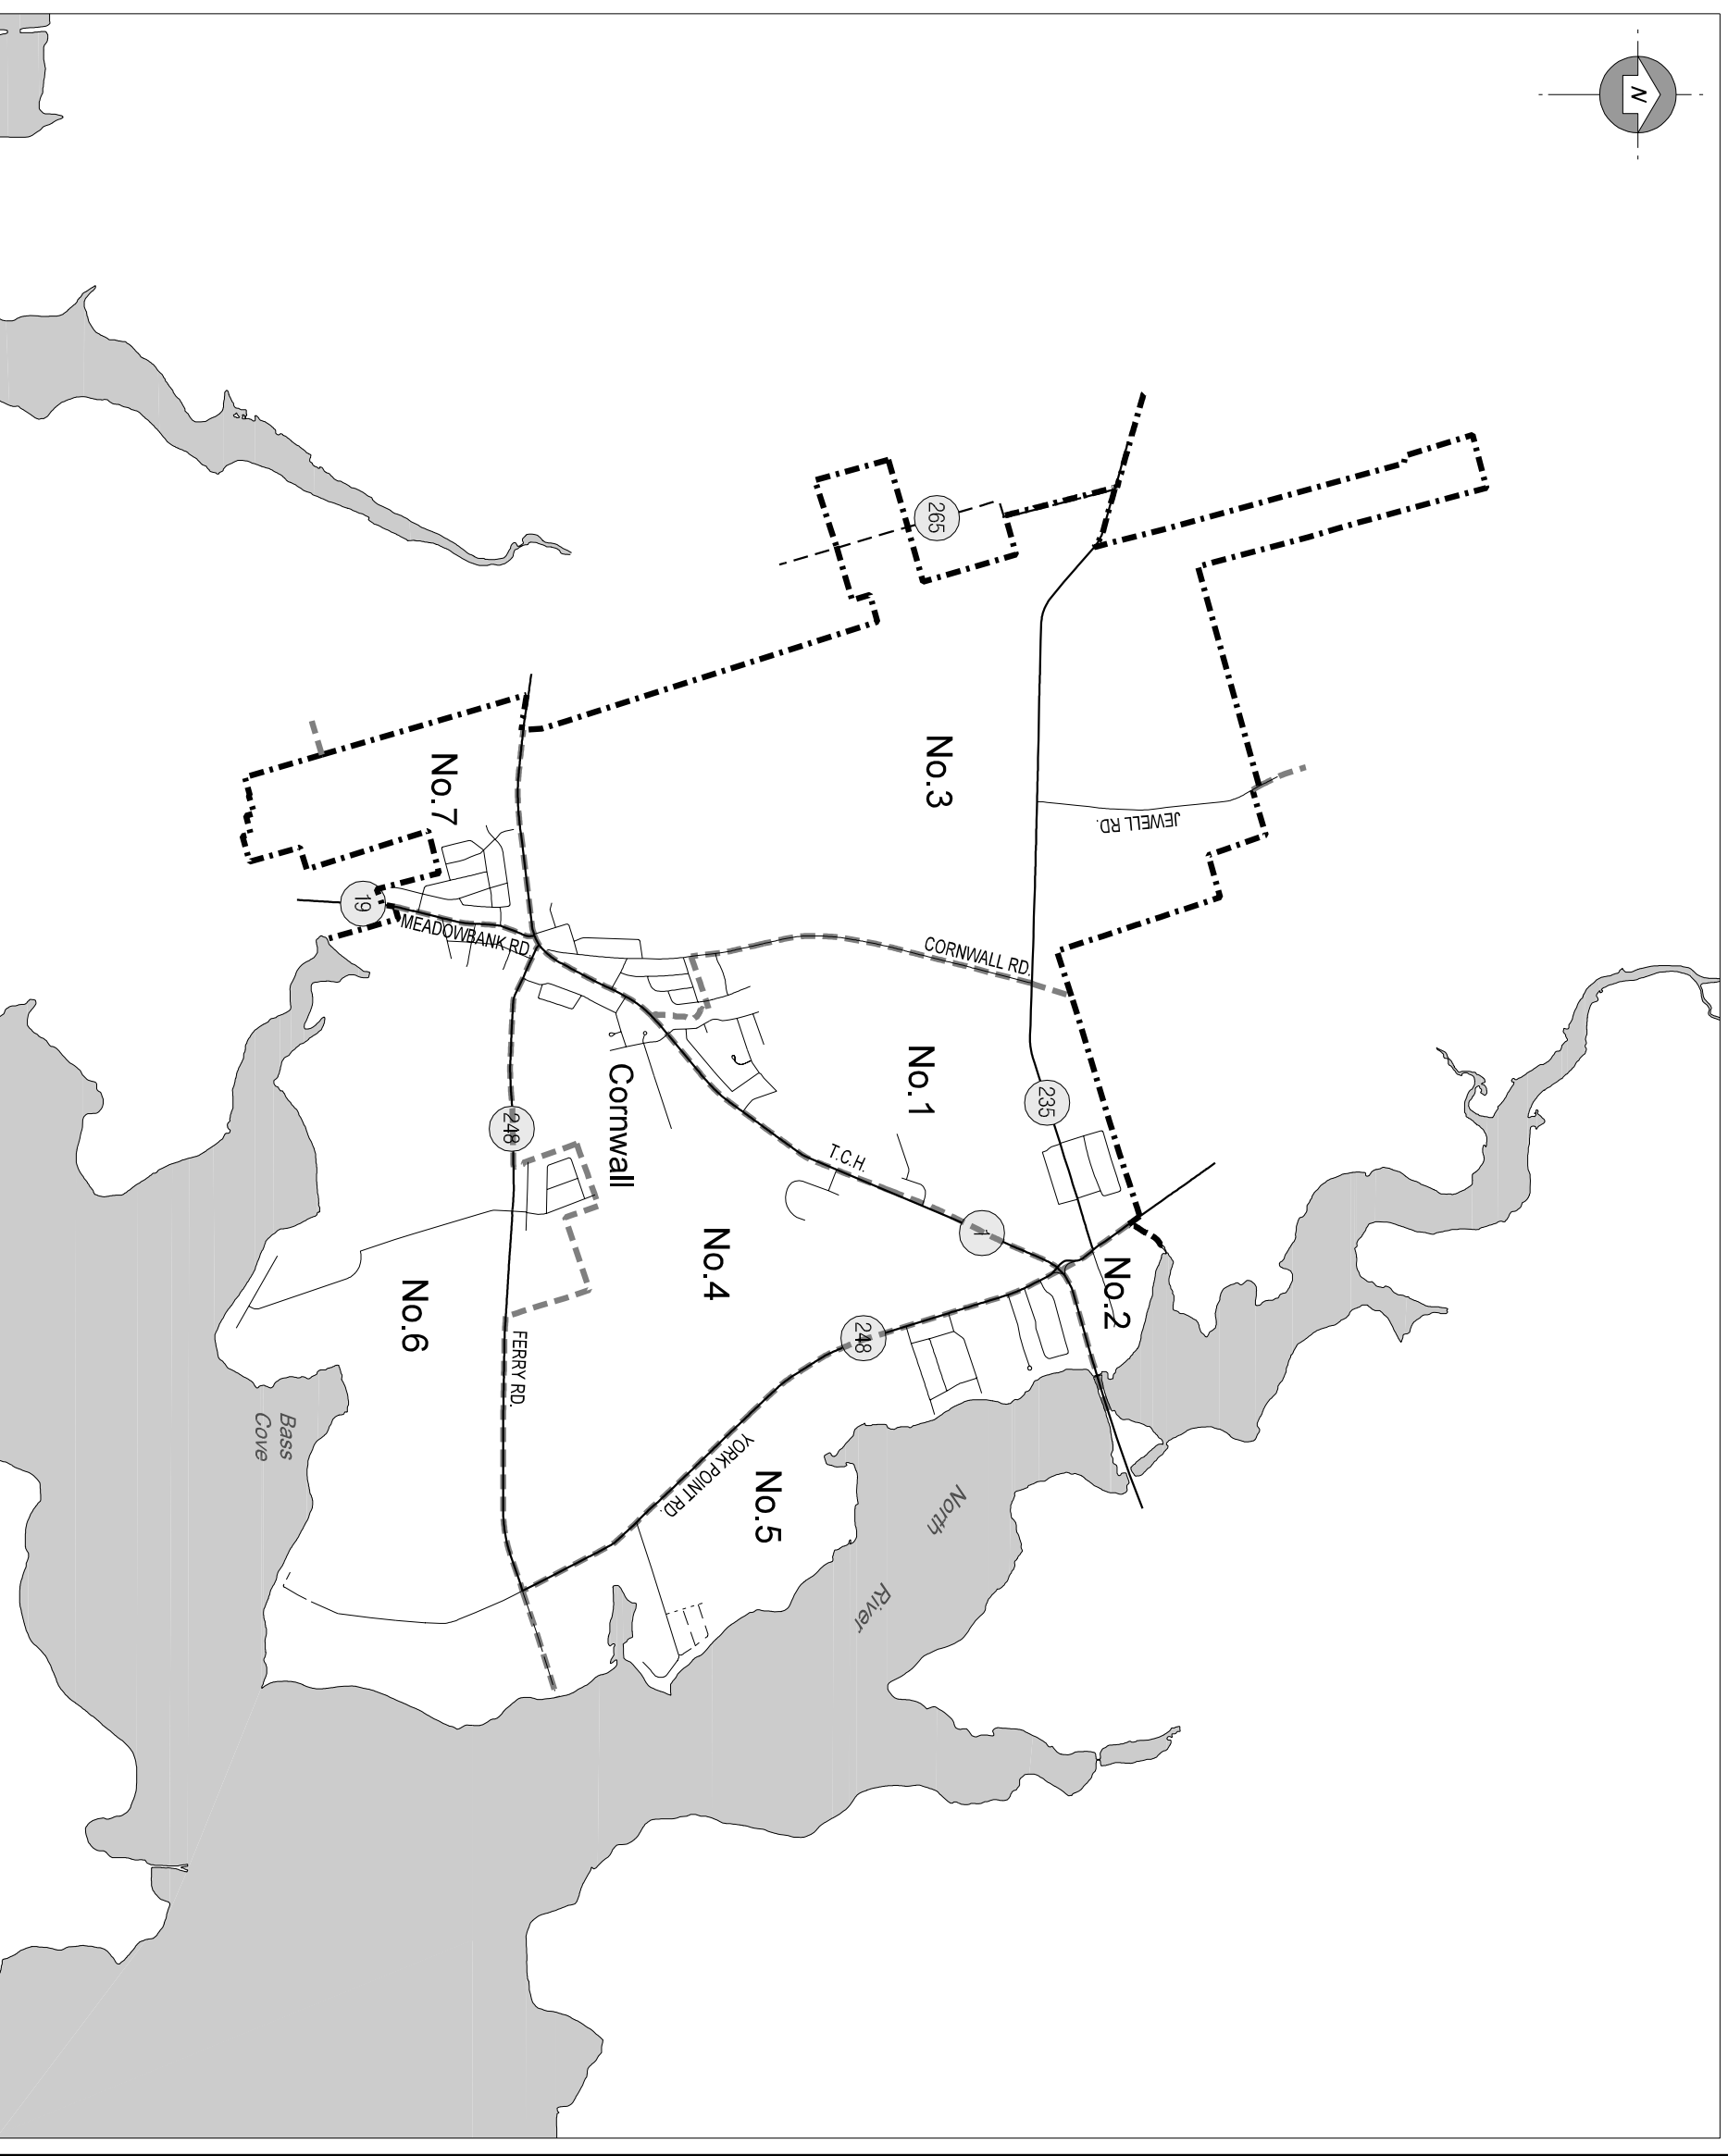 N
265
No.3
JEWELL RD.
No.7
19
MEADOWBANK RD.
CORNWALL RD.
No.1
235
Cornwall
248
T.C.H.
1
No.2
No.4
No.6
248
FERRY RD.
YORK POINT RD.
No.5
Bass
Cove
North
River